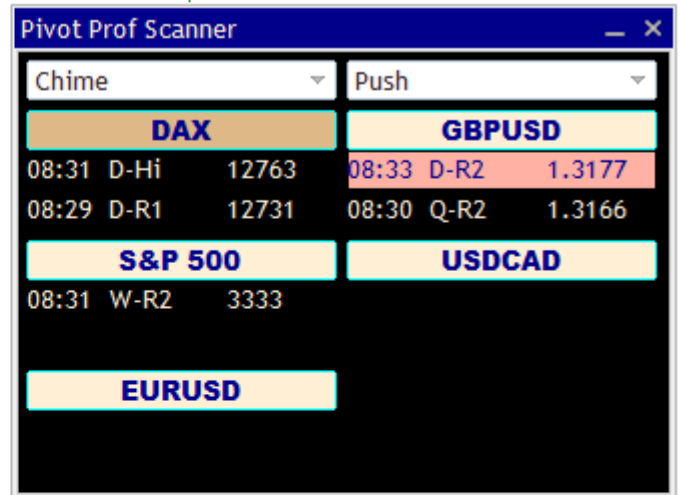 Pivot Prof Scanner
Chime Push
DAX GBPUSD
08:31 D-Hi 12763 08:33 D-R2 1.3177
08:29 D-R1 12731 08:30 Q-R2 1.3166
S&P 500 USDCAD
08:31 W-R2 3333
EURUSD